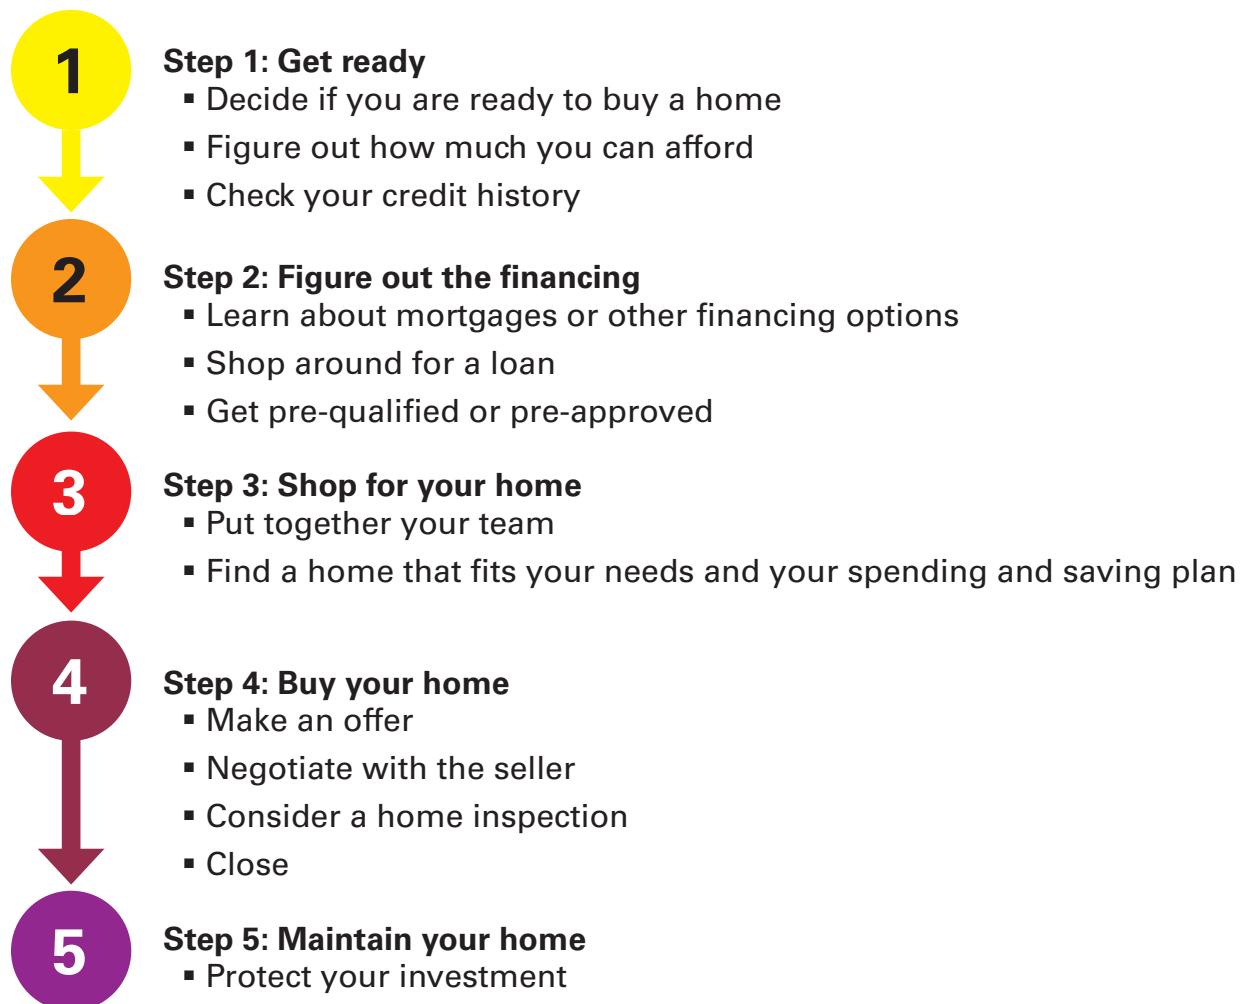 1
Step 1: Get ready
▪ Decide if you are ready to buy a home
▪ Figure out how much you can afford
▪ Check your credit history
2
Step 2: Figure out the financing
▪ Learn about mortgages or other financing options
▪ Shop around for a loan
▪ Get pre-qualified or pre-approved
3
Step 3: Shop for your home
▪ Put together your team
▪ Find a home that fits your needs and your spending and saving plan
4
Step 4: Buy your home
▪ Make an offer
▪ Negotiate with the seller
▪ Consider a home inspection
▪ Close
5
Step 5: Maintain your home
▪ Protect your investment